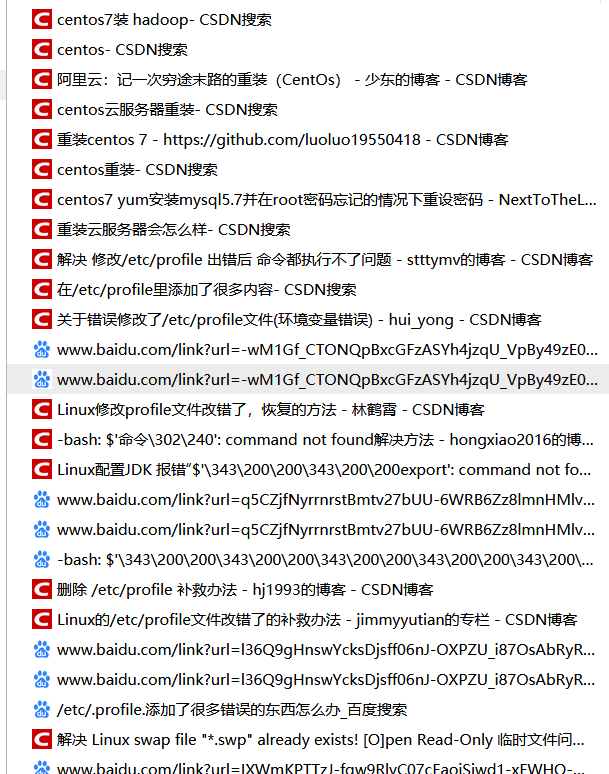 centos7装 hadoop- CSDN搜索
centos- CSDN搜索
阿里云：记一次穷途末路的重装（CentOs） - 少东的博客 - CSDN博客
centos云服务器重装- CSDN搜索
重装centos 7 - https://github.com/luoluo19550418 - CSDN博客
centos重装- CSDN搜索
centos7 yum安装mysql5.7并在root密码忘记的情况下重设密码 - NextToTheL...
重装云服务器会怎么样- CSDN搜索
解决 修改/etc/profile 出错后 命令都执行不了问题 - stttymv的博客 - CSDN博客
在/etc/profile里添加了很多内容- CSDN搜索
关于错误修改了/etc/profile文件(环境变量错误) - hui_yong - CSDN博客
www.baidu.com/link?url=-wM1Gf_CTONQpBxcGFzASYh4jzqU_VpBy49zE0...
www.baidu.com/link?url=-wM1Gf_CTONQpBxcGFzASYh4jzqU_VpBy49zE0...
Linux修改profile文件改错了，恢复的方法 - 林鹤霄 - CSDN博客
-bash: $'命令\302\240': command not found解决方法 - hongxiao2016的博...
Linux配置JDK 报错“$'\343\200\200\343\200\200export': command not fo...
www.baidu.com/link?url=q5CZjfNyrrnrstBmtv27bUU-6WRB6Zz8lmnHMlv...
www.baidu.com/link?url=q5CZjfNyrrnrstBmtv27bUU-6WRB6Zz8lmnHMlv...
-bash: $'\343\200\200\343\200\200\343\200\200\343\200\200\343\200\...
删除 /etc/profile 补救办法 - hj1993的博客 - CSDN博客
Linux的/etc/profile文件改错了的补救办法 - jimmyyutian的专栏 - CSDN博客
www.baidu.com/link?url=l36Q9gHnswYcksDjsff06nJ-OXPZU_i87OsAbRyR...
www.baidu.com/link?url=l36Q9gHnswYcksDjsff06nJ-OXPZU_i87OsAbRyR...
/etc/.profile.添加了很多错误的东西怎么办_百度搜索
解决 Linux swap file "*.swp" already exists! [O]pen Read-Only 临时文件问...
www.baidu.com/link?url=IXWmKPTTzJ-fqw9RlyC07cFaojSjwd1-xFWHO-...